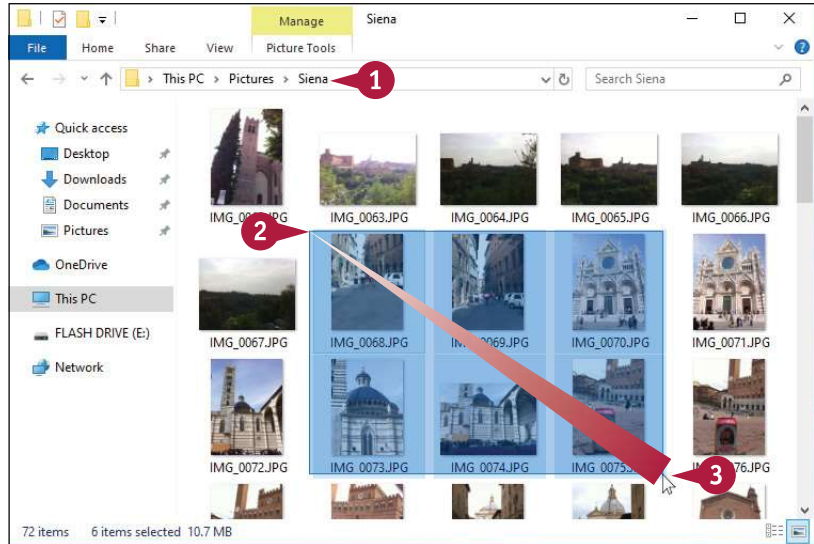 Manage Siena
File Home Share View Picture Tools
This PC > Pictures > Siena 1 Search Siena
Quick access
Desktop
Downloads
Documents
Pictures
OneDrive
This PC
FLASH DRIVE (E:)
Network
IMG_0063.JPG IMG_0064.JPG IMG_0065.JPG IMG_0066.JPG
2
IMG_0067.JPG IMG_0068.JPG IMG_0070.JPG IMG_0071.JPG
IMG_0072.JPG IMG_0073.JPG IMG_0074.JPG
3
72 items 6 items selected 10.7 MB